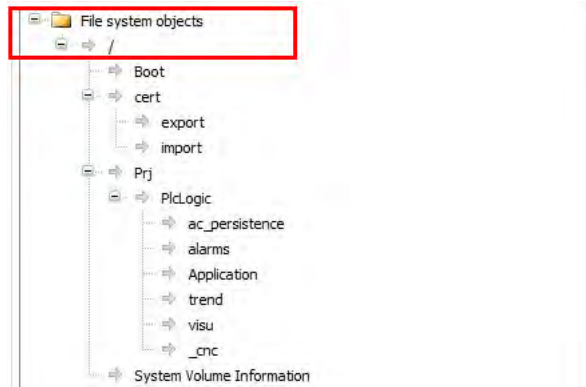 File system objects
/
Boot
cert
export
import
Prj
PlcLogic
ac_persistence
alarms
Application
trend
visu
_cnc
System Volume Information